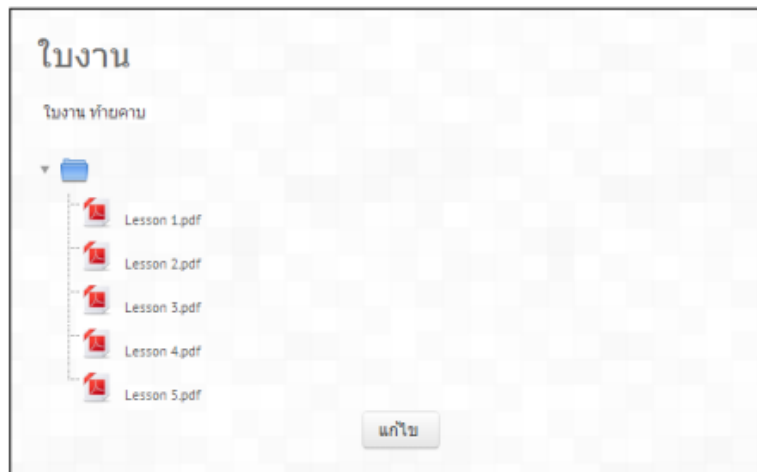 ใบงาน
ใบงาน ท้ายคาบ
Lesson 1.pdf
Lesson 2.pdf
Lesson 3.pdf
Lesson 4.pdf
Lesson 5.pdf
แก้ไข